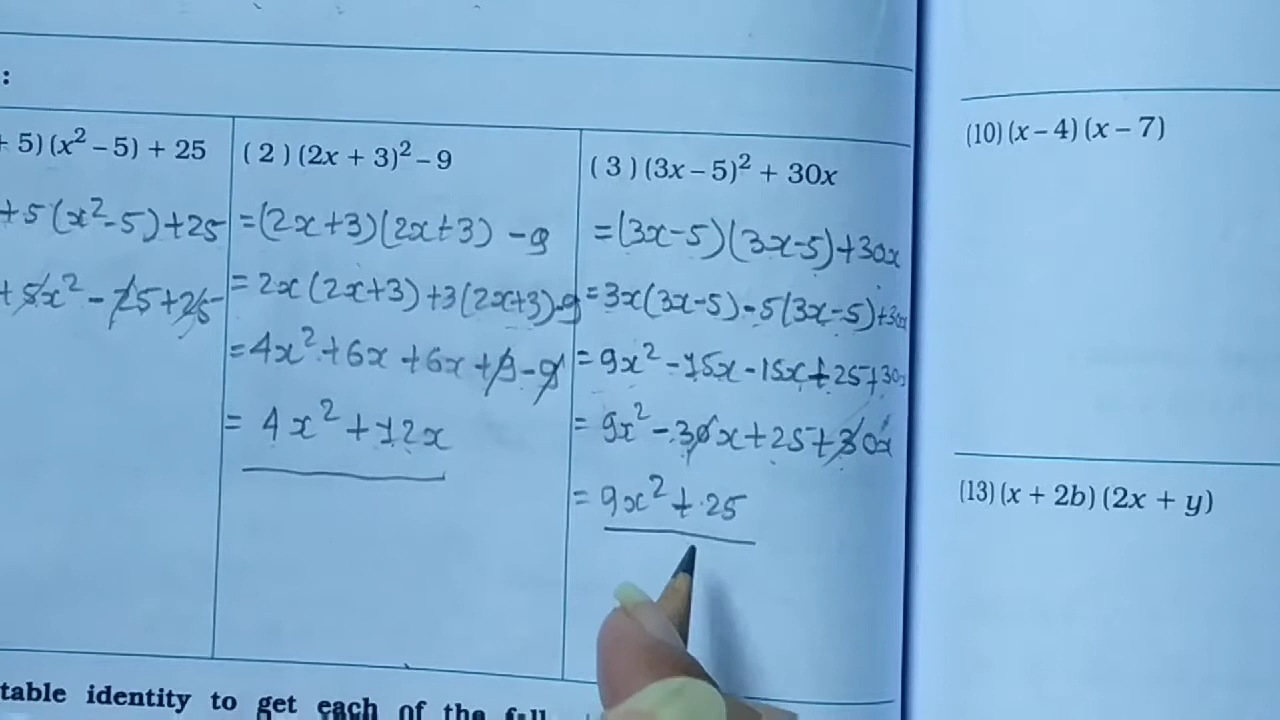 :
+ 5) (x² – 5) + 25
+5(x²-5)+25
+5x² - 25+25
(2) (2x + 3)² – 9
=(2x+3)(2x+3) -9
=2x(2x+3)+3(2x+3)-9
=4x²+6x+6x+9-9
= 4x²+12x
(3) (3x – 5)² + 30x
=(3x-5)(3x-5)+30x
=3x(3x-5)-5(3x-5)+30x
=9x²-15x-15x+25+30x
= 9x²-30x+25+30x
= 9x²+25
table identity to get each of the foll
(10) (x – 4) (x – 7)
(13) (x + 2b) (2x + y)